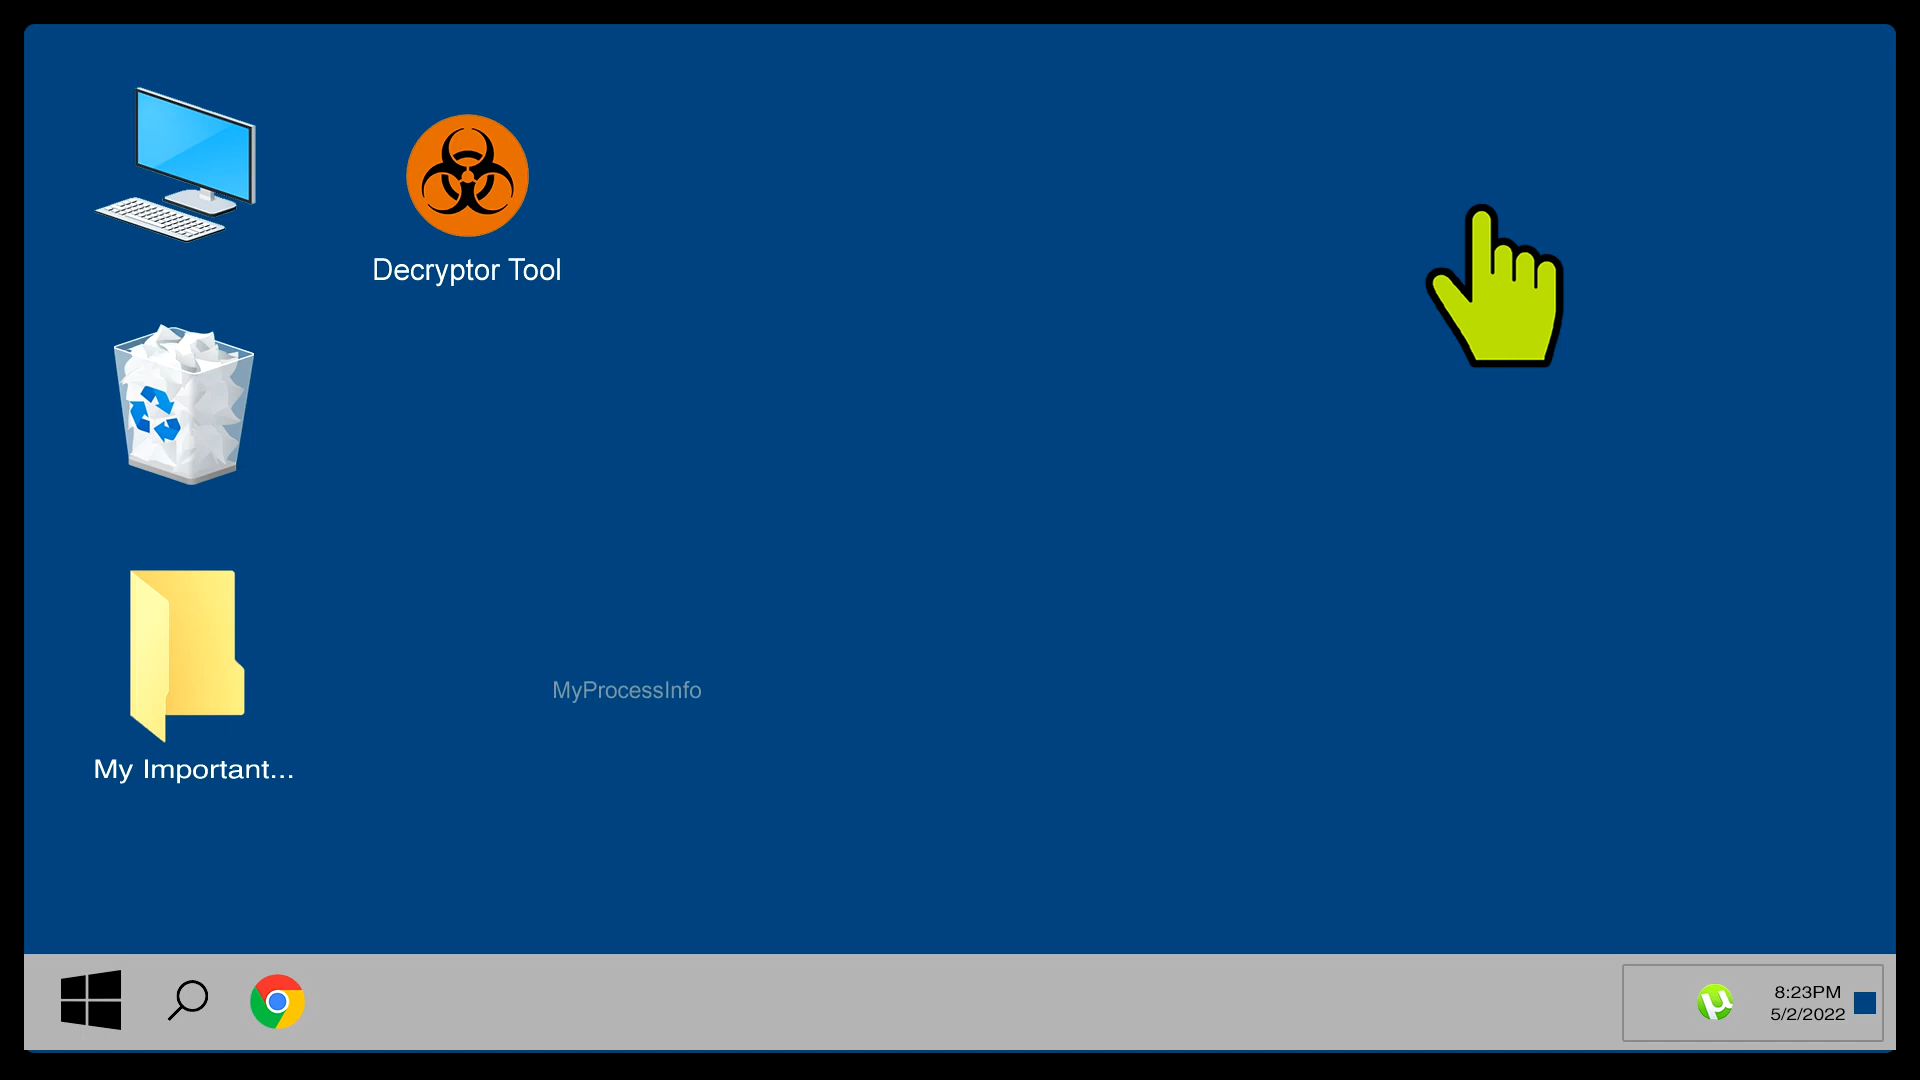 Decryptor Tool
MyProcessInfo
My Important...
8:23PM
5/2/2022